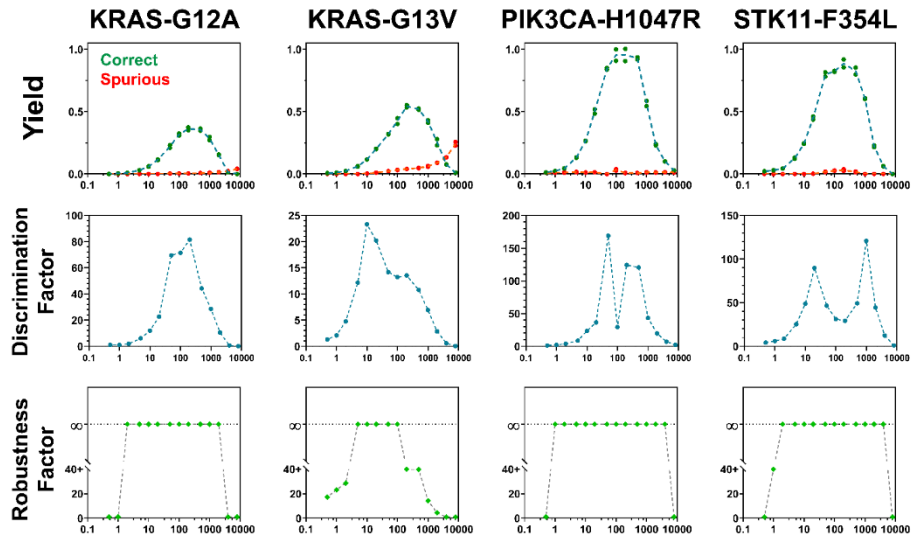 KRAS-G12A KRAS-G13V PIK3CA-H1047R STK11-F354L
Yield
Correct
Spurious
1.0 1.0 1.0 1.0
0.5 0.5 0.5 0.5
0.0 0.0 0.0 0.0
0.1 1 10 100 1000 10000 0.1 1 10 100 1000 10000 0.1 1 10 100 1000 10000 0.1 1 10 100 1000 10000
Discrimination
Factor
100 25 200 150
80 20 150 100
60 15 100 50
40 10 50 0
20 5 0
0 0
0.1 1 10 100 1000 10000 0.1 1 10 100 1000 10000 0.1 1 10 100 1000 10000 0.1 1 10 100 1000 10000
Robustness
Factor
∞ ∞ ∞ ∞
40+ 40+ 40+ 40+
20 20 20 20
0 0 0 0
0.1 1 10 100 1000 10000 0.1 1 10 100 1000 10000 0.1 1 10 100 1000 10000 0.1 1 10 100 1000 10000